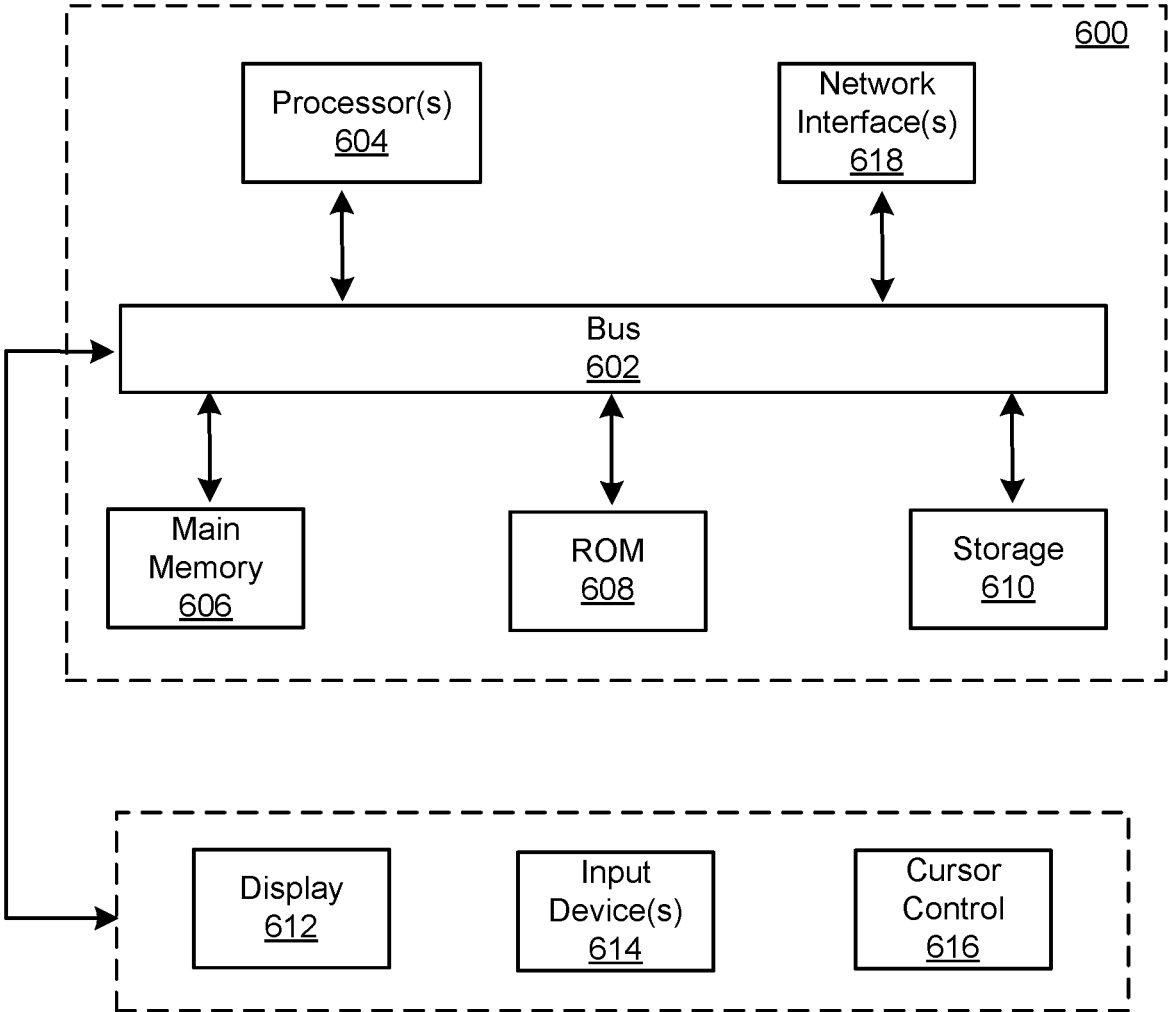 600
Processor(s)
604
Network
Interface(s)
618
Bus
602
Main
Memory
606
ROM
608
Storage
610
Display
612
Input
Device(s)
614
Cursor
Control
616